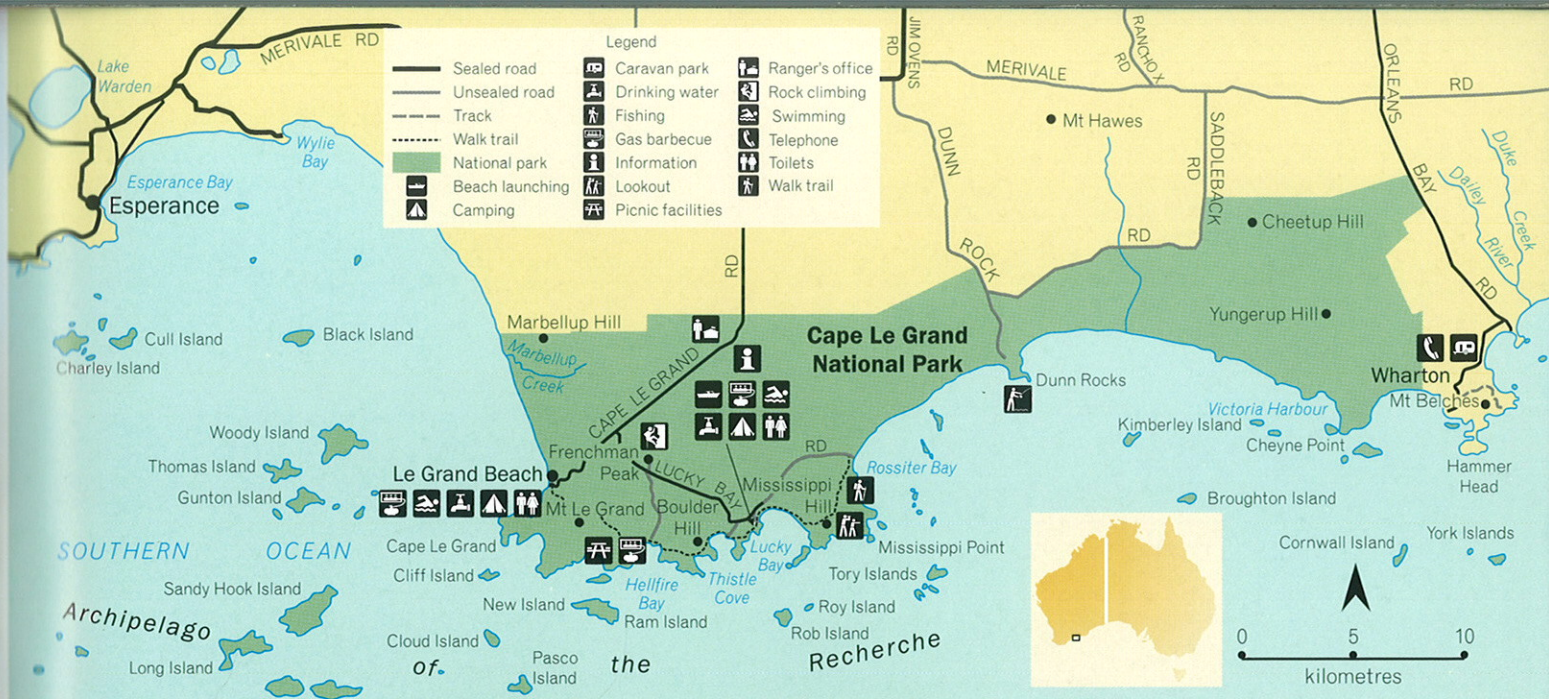 Legend
Sealed road
Unsealed road
Track
Walk trail
National park
Beach launching
Camping
Caravan park
Drinking water
Fishing
Gas barbecue
Information
Lookout
Picnic facilities
Ranger's office
Rock climbing
Swimming
Telephone
Toilets
Walk trail
MERIVALE RD
Lake
Warden
Wylie
Bay
Esperance Bay
Esperance
RD
JIM OVENS
RANCHO X
RD
MERIVALE
RD
ORLEANS
BAY
RD
Mt Hawes
DUNN
ROCK
RD
SADDLEBACK
RD
Duke
Creek
Dailey
River
Cheetup Hill
Yungerup Hill
RD
CAPE LE GRAND
Marbellup Hill
Marbellup
Creek
Cape Le Grand
National Park
Cull Island
Charley Island
Black Island
Dunn Rocks
Wharton
Mt Belches
Victoria Harbour
Kimberley Island
Cheyne Point
Hammer
Head
Woody Island
Thomas Island
Gunton Island
Le Grand Beach
Frenchman
Peak
LUCKY BAY
RD
Rossiter Bay
Mississippi
Hill
Mt Le Grand
Boulder
Hill
Broughton Island
York Islands
Cornwall Island
SOUTHERN OCEAN
Cape Le Grand
Cliff Island
Lucky
Bay
Mississippi Point
Tory Islands
Hellfire
Bay
Thistle
Cove
Sandy Hook Island
New Island
Ram Island
Roy Island
Rob Island
Cloud Island
Long Island
Pasco
Island
Archipelago of the Recherche
0 5 10
kilometres